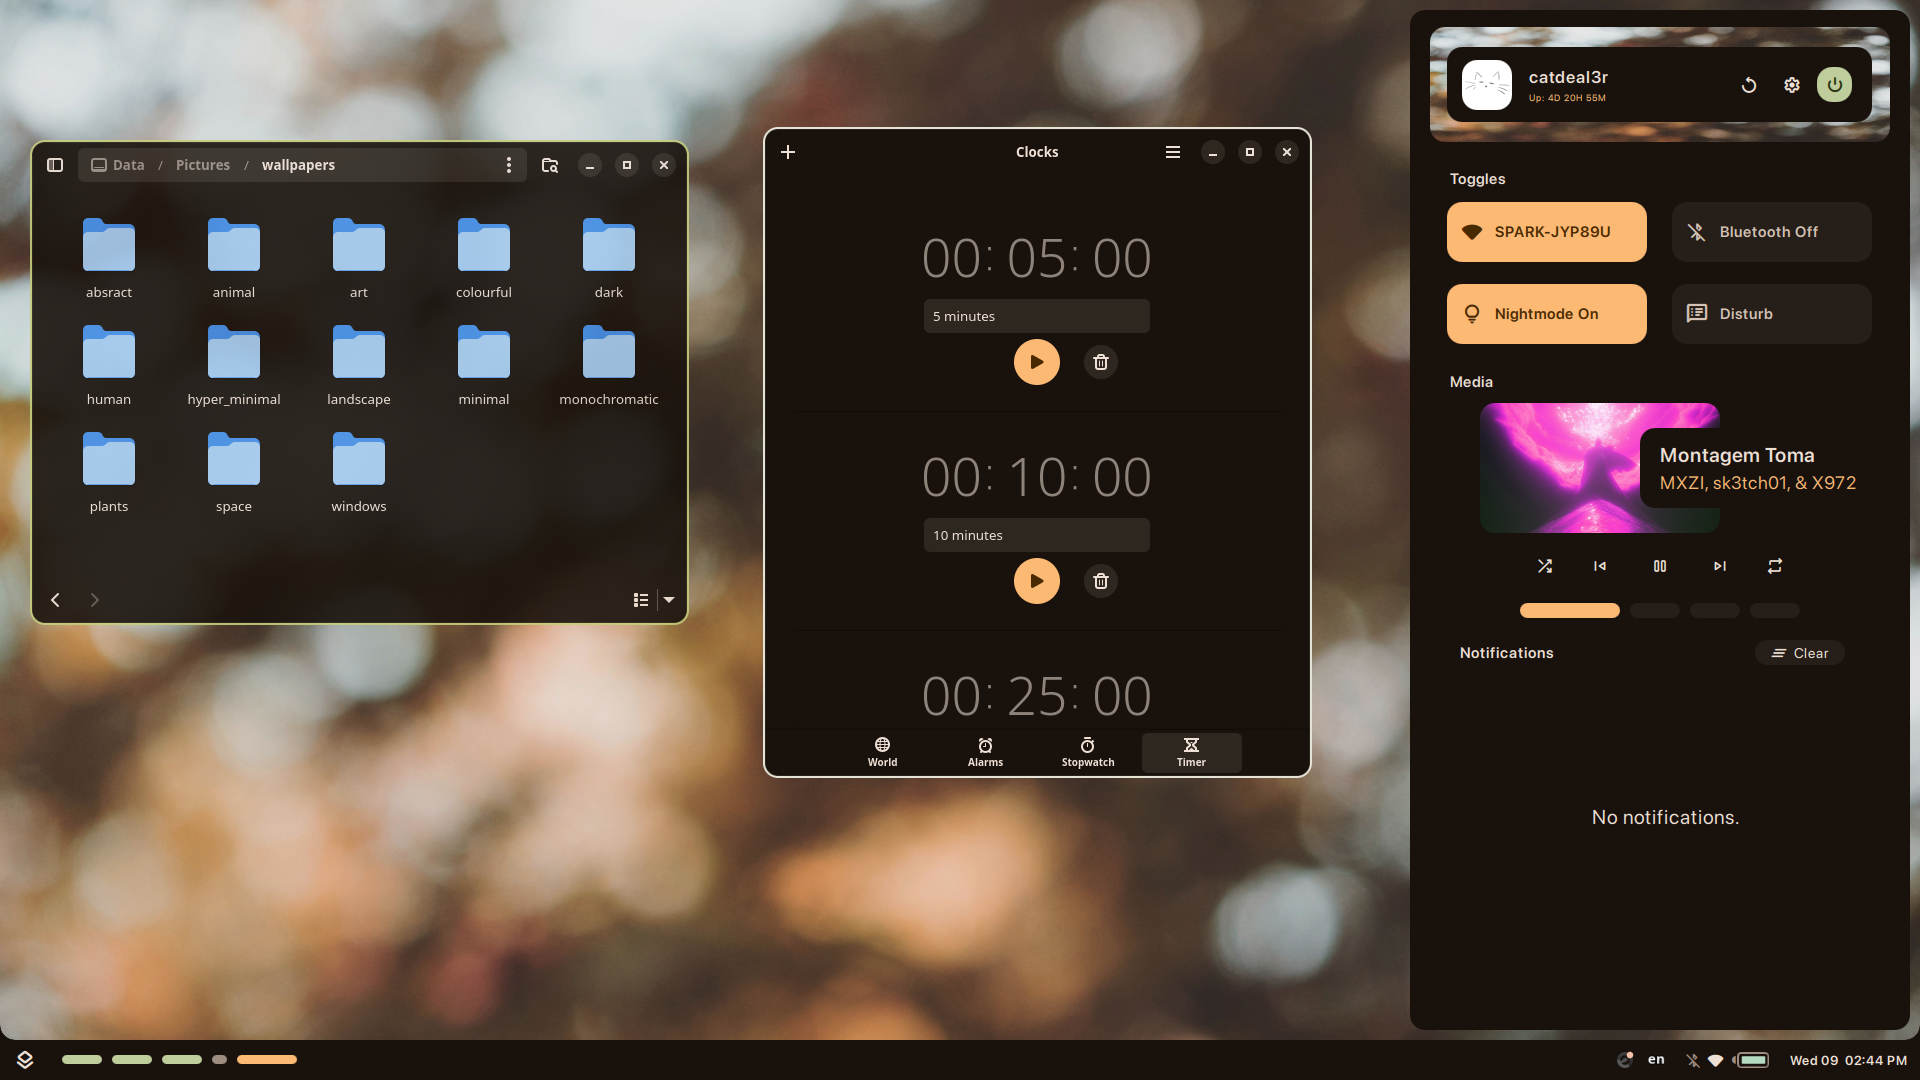 Data / Pictures / wallpapers
absract animal art colourful dark
human hyper_minimal landscape minimal monochromatic
plants space windows
Clocks
00: 05: 00
5 minutes
00: 10: 00
10 minutes
00: 25: 00
World Alarms Stopwatch Timer
catdeal3r
Up: 4D 20H 55M
Toggles
SPARK-JYP89U Bluetooth Off
Nightmode On Disturb
Media
Montagem Toma
MXZI, sk3tch01, & X972
Notifications Clear
No notifications.
en Wed 09 02:44 PM